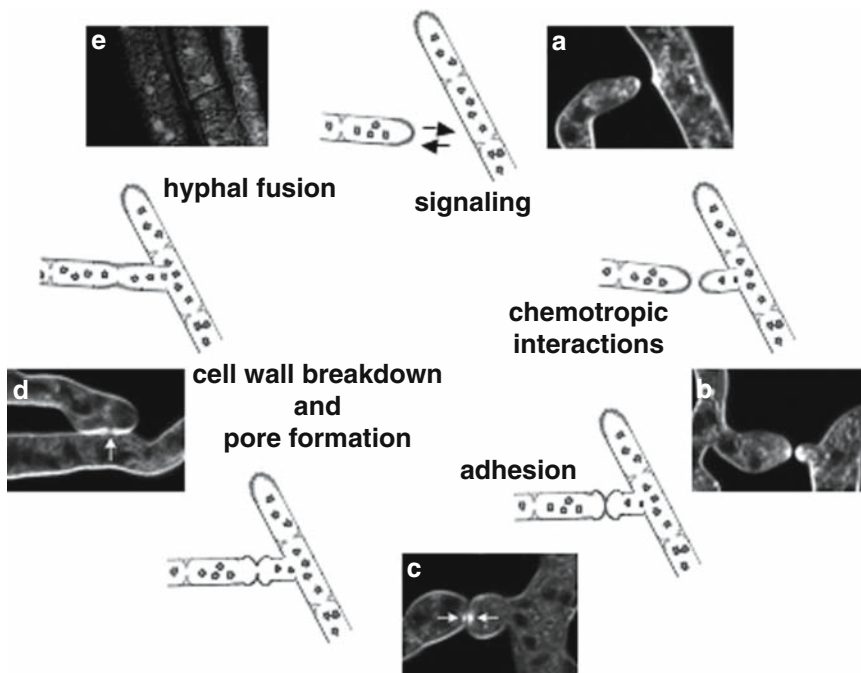 e
a
hyphal fusion
signaling
chemotropic
interactions
cell wall breakdown
and
pore formation
d
b
adhesion
c